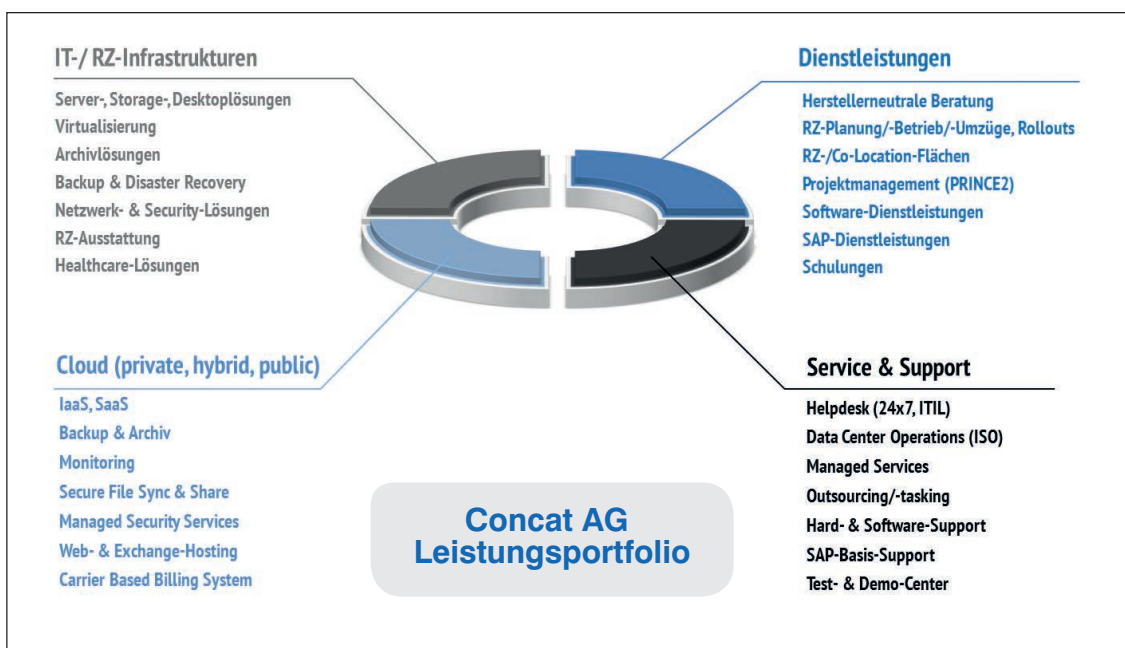 IT-/ RZ-Infrastrukturen
Server-, Storage-, Desktoplösungen
Virtualisierung
Archivlösungen
Backup & Disaster Recovery
Netzwerk- & Security-Lösungen
RZ-Ausstattung
Healthcare-Lösungen
Dienstleistungen
Herstellerneutrale Beratung
RZ-Planung/-Betrieb/-Umzüge, Rollouts
RZ-/Co-Location-Flächen
Projektmanagement (PRINCE2)
Software-Dienstleistungen
SAP-Dienstleistungen
Schulungen
Cloud (private, hybrid, public)
IaaS, SaaS
Backup & Archiv
Monitoring
Secure File Sync & Share
Managed Security Services
Web- & Exchange-Hosting
Carrier Based Billing System
Service & Support
Helpdesk (24x7, ITIL)
Data Center Operations (ISO)
Managed Services
Outsourcing/-tasking
Hard- & Software-Support
SAP-Basis-Support
Test- & Demo-Center
Concat AG
Leistungsportfolio